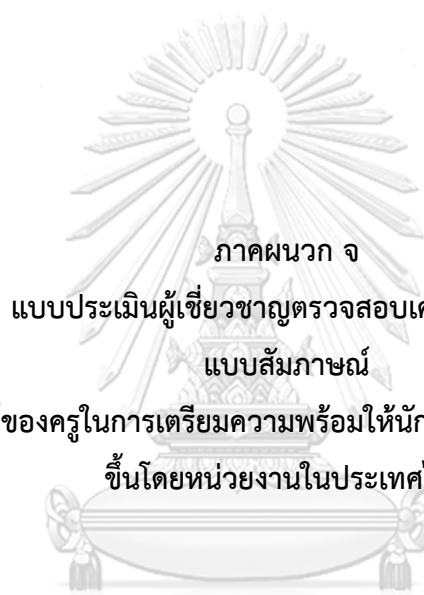 ภาคผนวก จ
แบบประเมินผู้เชี่ยวชาญตรวจสอบเค
แบบสัมภาษณ์
ของครูในการเตรียมความพร้อมให้นัก
ขึ้นโดยหน่วยงานในประเทศ